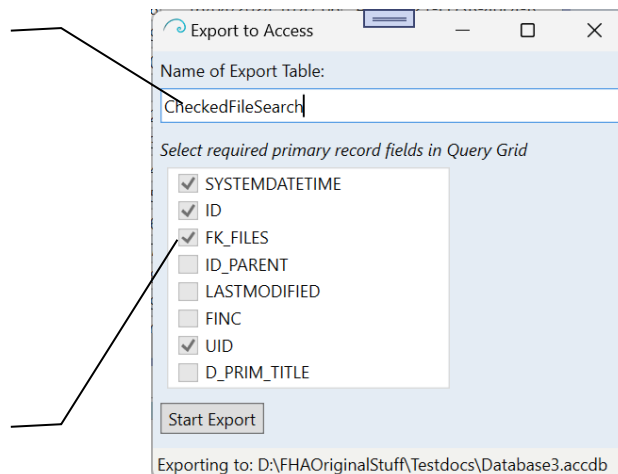 Export to Access
Name of Export Table:
CheckedFileSearch
Select required primary record fields in Query Grid
SYSTEMDATETIME
ID
FK_FILES
ID_PARENT
LASTMODIFIED
FINC
UID
D_PRIM_TITLE
Start Export
Exporting to: D:\FHAOriginalStuff\Testdocs\Database3.accdb